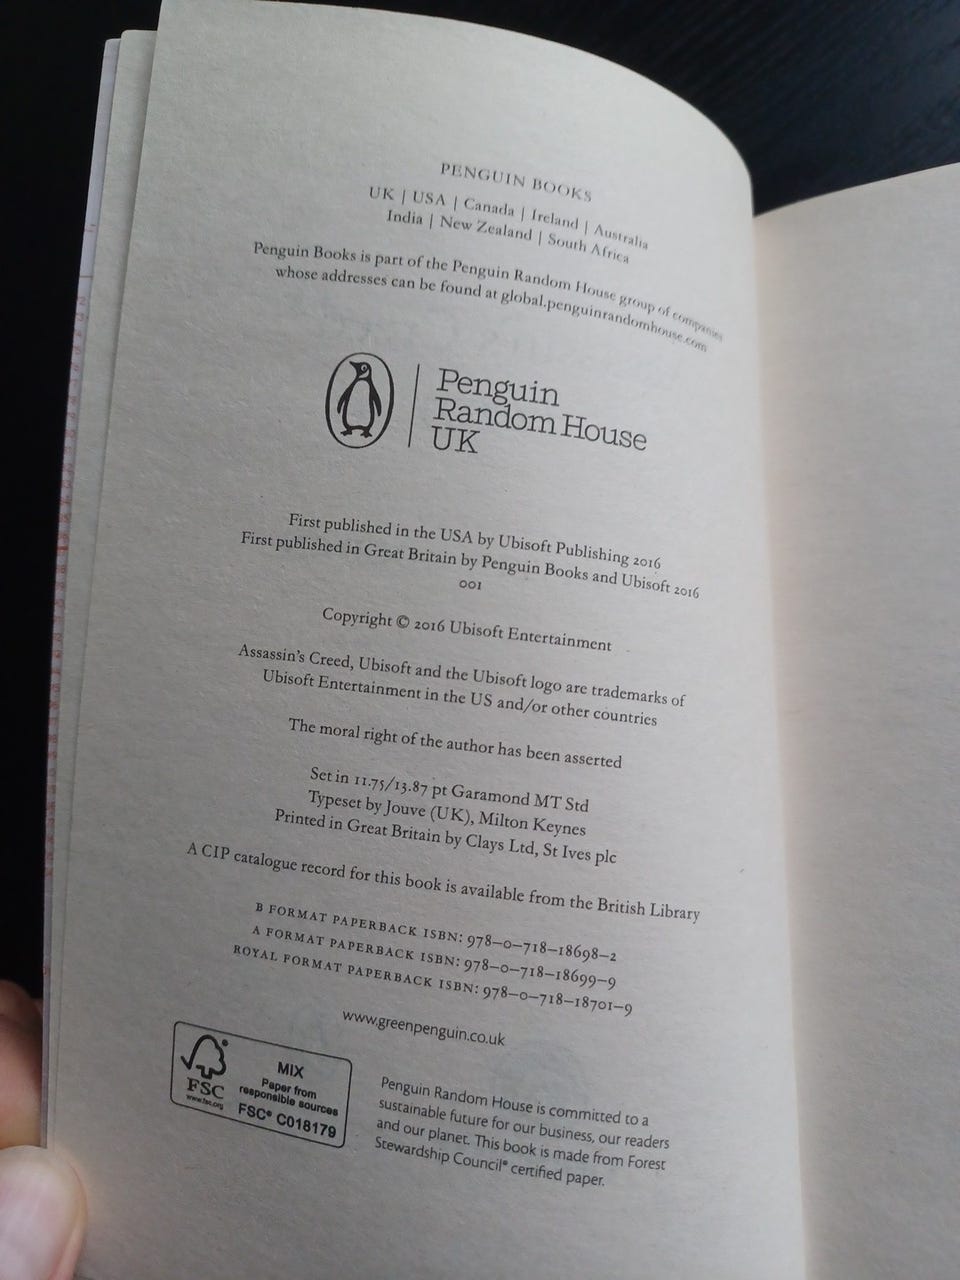 PENGUIN BOOKS
UK | USA | Canada | Ireland | Australia
India | New Zealand | South Africa
Penguin Books is part of the Penguin Random House group of companies
whose addresses can be found at global.penguinrandomhouse.com
Penguin
Random House
UK
First published in the USA by Ubisoft Publishing 2016
First published in Great Britain by Penguin Books and Ubisoft 2016
001
Copyright © 2016 Ubisoft Entertainment
Assassin's Creed, Ubisoft and the Ubisoft logo are trademarks of
Ubisoft Entertainment in the US and/or other countries
The moral right of the author has been asserted
Set in 11.75/13.87 pt Garamond MT Std
Typeset by Jouve (UK), Milton Keynes
Printed in Great Britain by Clays Ltd, St Ives plc
A CIP catalogue record for this book is available from the British Library
B FORMAT PAPERBACK ISBN: 978–0–718–18698–2
A FORMAT PAPERBACK ISBN: 978–0–718–18699–9
ROYAL FORMAT PAPERBACK ISBN: 978–0–718–18701–9
www.greenpenguin.co.uk
FSC
www.fsc.org
MIX
Paper from
responsible sources
FSC® C018179
Penguin Random House is committed to a
sustainable future for our business, our readers
and our planet. This book is made from Forest
Stewardship Council® certified paper.